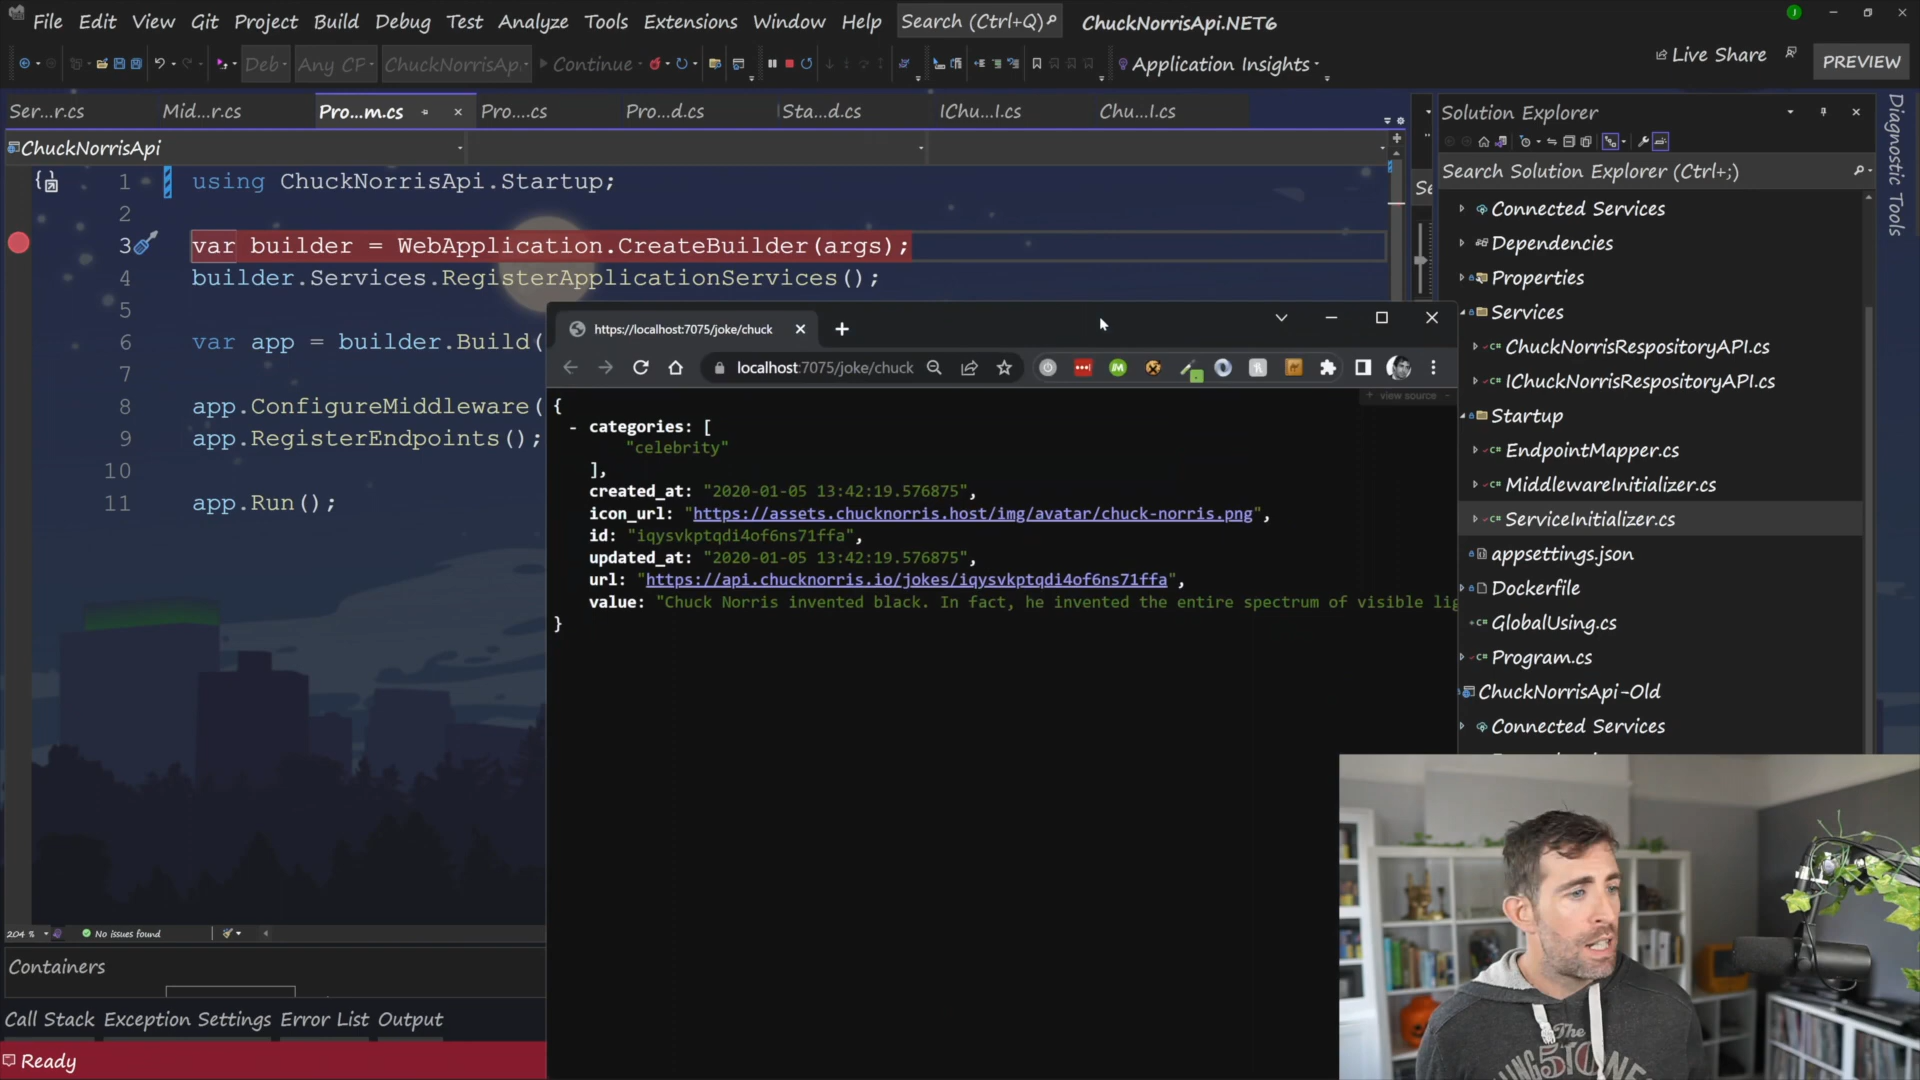 File Edit View Git Project Build Debug Test Analyze Tools Extensions Window Help Search (Ctrl+Q) ChuckNorrisApi.NET6
Deb Any CF ChuckNorrisAp Continue Application Insights Live Share PREVIEW
Ser...r.cs Mid...r.cs Pro...m.cs Pro....cs Pro...d.cs Sta...d.cs IChu...I.cs Chu...I.cs
ChuckNorrisApi
1 using ChuckNorrisApi.Startup;
2
3 var builder = WebApplication.CreateBuilder(args);
4 builder.Services.RegisterApplicationServices();
5
6 var app = builder.Build(
7
8 app.ConfigureMiddleware(
9 app.RegisterEndpoints();
10
11 app.Run();
204 % No issues found
Containers
Call Stack Exception Settings Error List Output
Ready
https://localhost:7075/joke/chuck
localhost:7075/joke/chuck
view source
{
- categories: [
"celebrity"
],
created_at: "2020-01-05 13:42:19.576875",
icon_url: "https://assets.chucknorris.host/img/avatar/chuck-norris.png",
id: "iqysvkptqdi4of6ns71ffa",
updated_at: "2020-01-05 13:42:19.576875",
url: "https://api.chucknorris.io/jokes/iqysvkptqdi4of6ns71ffa",
value: "Chuck Norris invented black. In fact, he invented the entire spectrum of visible lig
}
Se
Solution Explorer
Search Solution Explorer (Ctrl+;)
Connected Services
Dependencies
Properties
Services
ChuckNorrisRespositoryAPI.cs
IChuckNorrisRespositoryAPI.cs
Startup
EndpointMapper.cs
MiddlewareInitializer.cs
ServiceInitializer.cs
appsettings.json
Dockerfile
GlobalUsing.cs
Program.cs
ChuckNorrisApi-Old
Connected Services
Diagnostic Tools
The